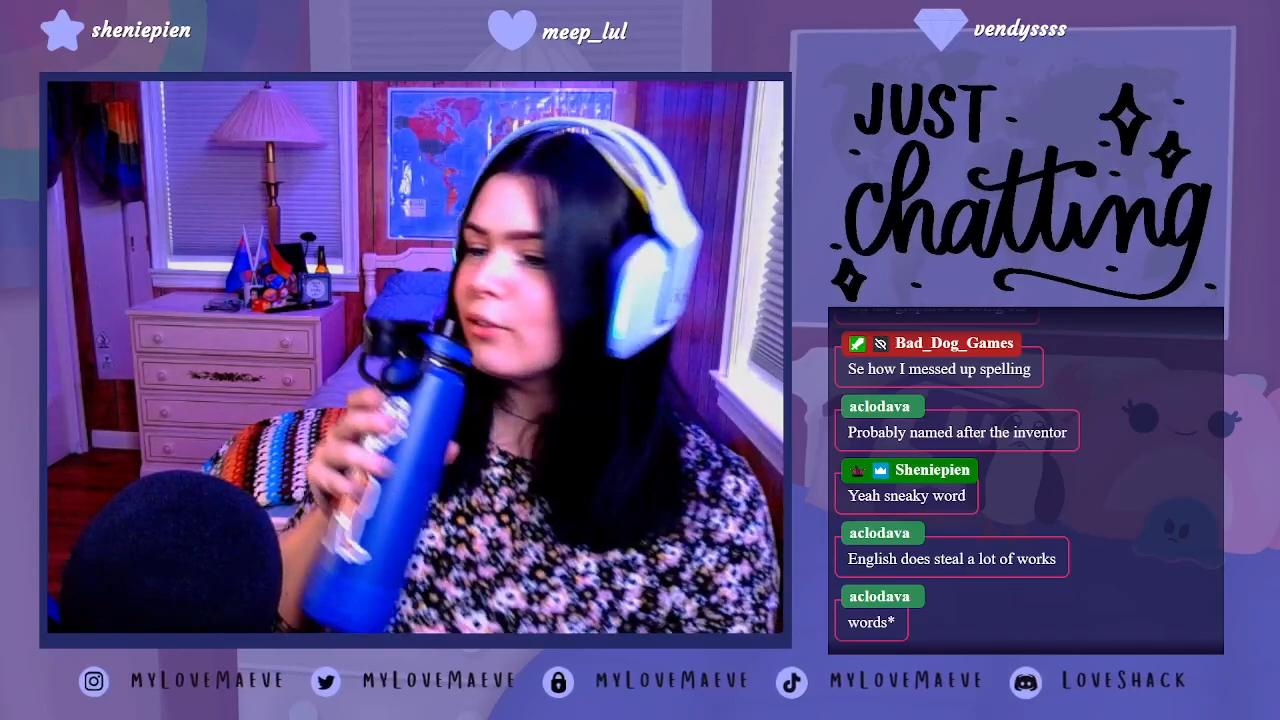 sheniepien
meep_lul
vendyssss
JUST
chatting
Bad_Dog_Games
Se how I messed up spelling
aclodava
Probably named after the inventor
Sheniepien
Yeah sneaky word
aclodava
English does steal a lot of works
aclodava
words*
MYLOVEMAEVE
MYLOVEMAEVE
MYLOVEMAEVE
MYLOVEMAEVE
LOVESHACK